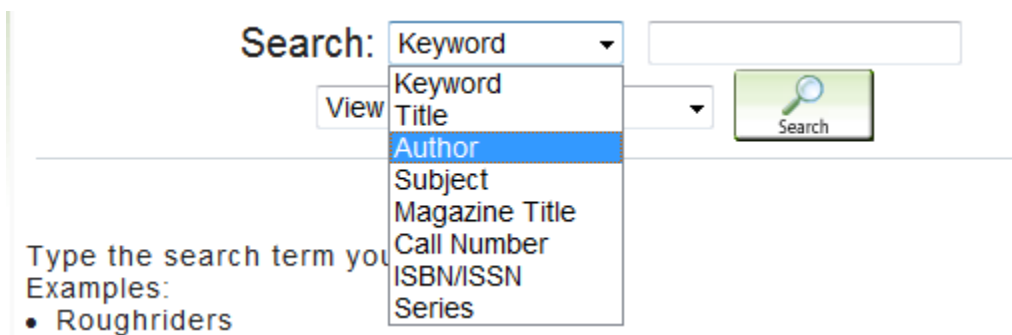 Search: Keyword
Keyword
View
Title
Search
Author
Subject
Magazine Title
Call Number
Type the search term you
ISBN/ISSN
Examples:
Series
• Roughriders